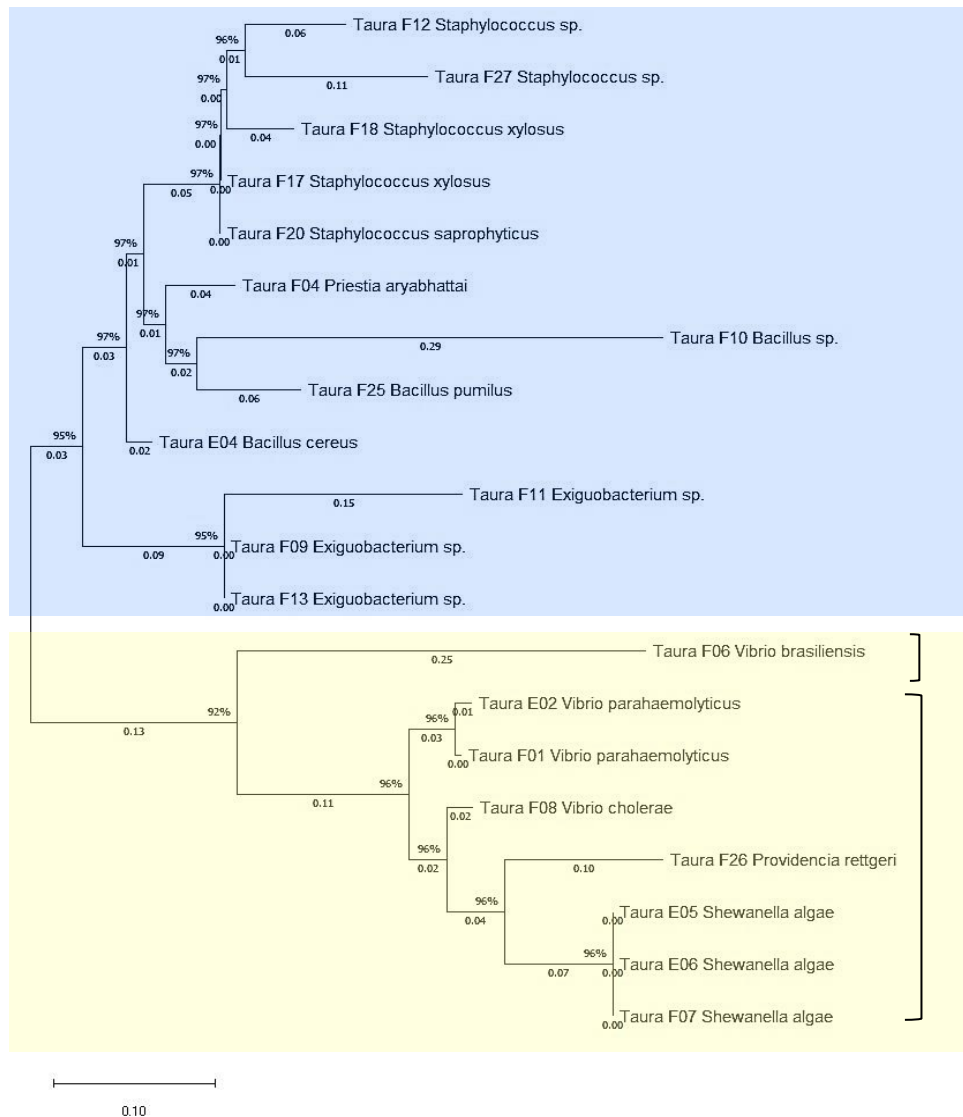 0.06
Taura F12 Staphylococcus sp.
96%
0.01
0.11
Taura F27 Staphylococcus sp.
97%
0.00
0.04
Taura F18 Staphylococcus xylosus
97%
0.00
97%
0.05
0.00
Taura F17 Staphylococcus xylosus
0.00
Taura F20 Staphylococcus saprophyticus
97%
0.01
0.04
Taura F04 Priestia aryabhattai
97%
0.01
0.29
Taura F10 Bacillus sp.
97%
0.03
97%
0.02
0.06
Taura F25 Bacillus pumilus
95%
0.03
0.02
Taura E04 Bacillus cereus
0.15
Taura F11 Exiguobacterium sp.
95%
0.09
0.00
Taura F09 Exiguobacterium sp.
0.00
Taura F13 Exiguobacterium sp.
0.25
Taura F06 Vibrio brasiliensis
92%
0.13
0.01
Taura E02 Vibrio parahaemolyticus
96%
0.03
0.00
Taura F01 Vibrio parahaemolyticus
96%
0.11
0.02
Taura F08 Vibrio cholerae
96%
0.02
0.10
Taura F26 Providencia rettgeri
96%
0.04
0.00
Taura E05 Shewanella algae
96%
0.07
0.00
Taura E06 Shewanella algae
0.00
Taura F07 Shewanella algae
0.10